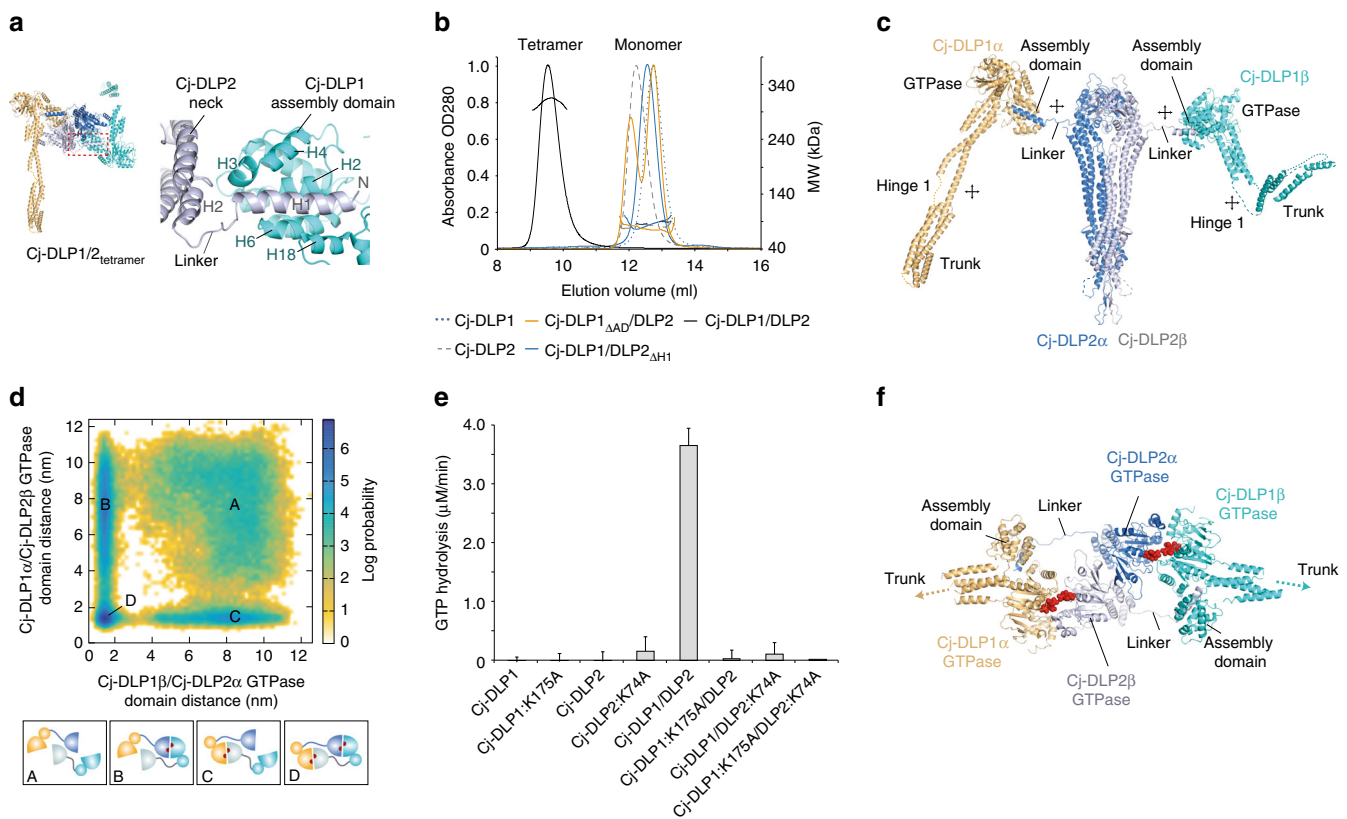 a
Cj-DLP2
neck
Cj-DLP1
assembly domain
H3
H4
H2
N
H2
H1
H6
H18
Linker
Cj-DLP1/2tetramer
b
Tetramer
Monomer
Absorbance OD280
1.0
0.8
0.6
0.4
0.2
0
340
290
240
190
140
90
40
MW (kDa)
8
10
12
14
16
Elution volume (ml)
Cj-DLP1
Cj-DLP1ΔAD/DLP2
Cj-DLP1/DLP2
Cj-DLP2
Cj-DLP1/DLP2ΔH1
c
Cj-DLP1α
Assembly
domain
Assembly
domain
Cj-DLP1β
GTPase
GTPase
Linker
Linker
Hinge 1
Hinge 1
Trunk
Trunk
Cj-DLP2α
Cj-DLP2β
d
Cj-DLP1α/Cj-DLP2β GTPase
domain distance (nm)
12
10
8
6
4
2
0
B
A
D
C
0
2
4
6
8
10
12
Cj-DLP1β/Cj-DLP2α GTPase
domain distance (nm)
6
5
4
3
2
1
0
Log probability
A
B
C
D
e
GTP hydrolysis (μM/min)
4.0
3.0
2.0
1.0
0
Cj-DLP1
Cj-DLP1:K175A
Cj-DLP2
Cj-DLP2:K74A
Cj-DLP1/DLP2
Cj-DLP1:K175A/DLP2
Cj-DLP1/DLP2:K74A
Cj-DLP1:K175A/DLP2:K74A
f
Cj-DLP2α
GTPase
Cj-DLP1β
GTPase
Assembly
domain
Linker
Trunk
Trunk
Cj-DLP1α
GTPase
Linker
Assembly
domain
Cj-DLP2β
GTPase